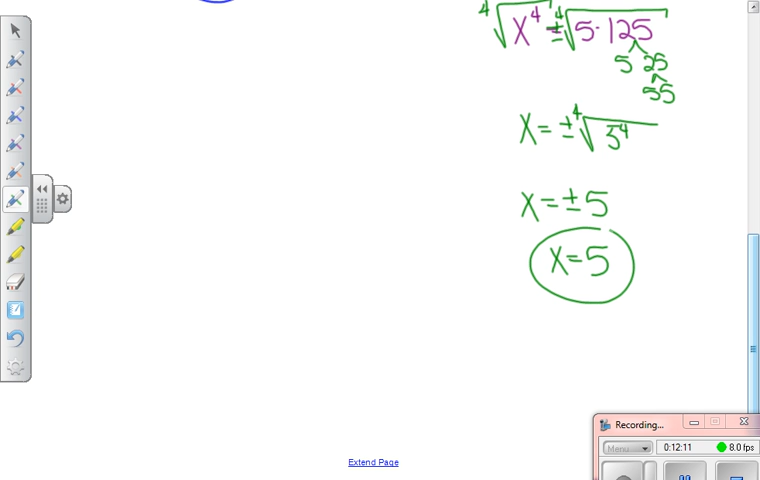 ⁴√x⁴ = ±⁴√5·125
5 25
5 5
x = ±⁴√5⁴
x = ±5
x = 5
Recording...
Menu
0:12:11
8.0 fps
Extend Page